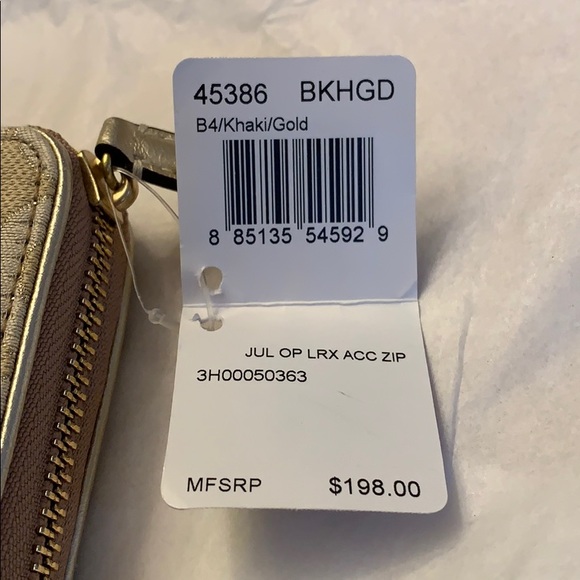 45386 BKHGD
B4/Khaki/Gold
8 85135 54592 9
JUL OP LRX ACC ZIP
3H00050363
MFSRP $198.00